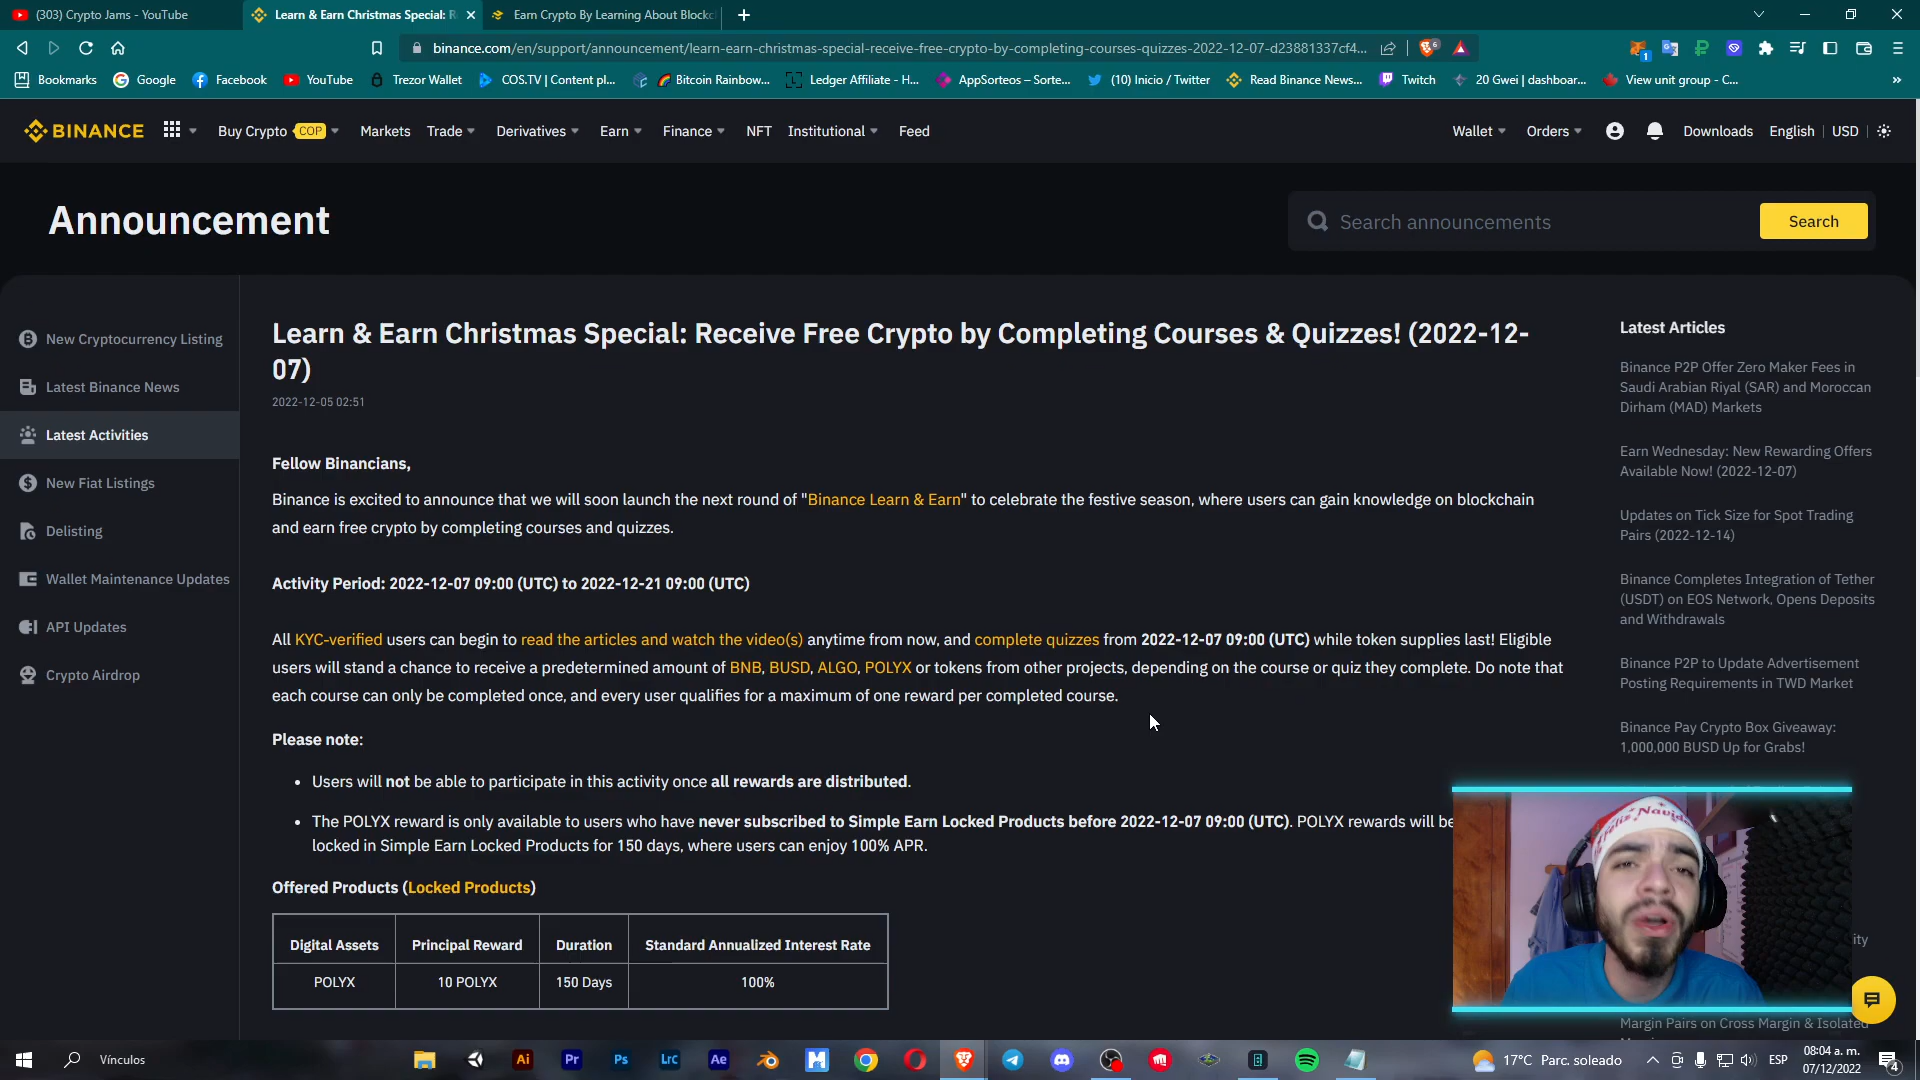 (303) Crypto Jams - YouTube
Learn & Earn Christmas Special: R
Earn Crypto By Learning About Blockc
binance.com/en/support/announcement/learn-earn-christmas-special-receive-free-crypto-by-completing-courses-quizzes-2022-12-07-d23881337cf4...
6
1
Bookmarks
Google
Facebook
YouTube
Trezor Wallet
COS.TV | Content pl...
Bitcoin Rainbow...
Ledger Affiliate - H...
AppSorteos – Sorte...
(10) Inicio / Twitter
Read Binance News...
Twitch
20 Gwei | dashboar...
View unit group - C...
BINANCE
Buy Crypto COP
Markets
Trade
Derivatives
Earn
Finance
NFT
Institutional
Feed
Wallet
Orders
Downloads
English
USD
Announcement
Search announcements
Search
New Cryptocurrency Listing
Latest Binance News
Latest Activities
New Fiat Listings
Delisting
Wallet Maintenance Updates
API Updates
Crypto Airdrop
Learn & Earn Christmas Special: Receive Free Crypto by Completing Courses & Quizzes! (2022-12-
07)
2022-12-05 02:51
Fellow Binancians,
Binance is excited to announce that we will soon launch the next round of "Binance Learn & Earn" to celebrate the festive season, where users can gain knowledge on blockchain
and earn free crypto by completing courses and quizzes.
Activity Period: 2022-12-07 09:00 (UTC) to 2022-12-21 09:00 (UTC)
All KYC-verified users can begin to read the articles and watch the video(s) anytime from now, and complete quizzes from 2022-12-07 09:00 (UTC) while token supplies last! Eligible
users will stand a chance to receive a predetermined amount of BNB, BUSD, ALGO, POLYX or tokens from other projects, depending on the course or quiz they complete. Do note that
each course can only be completed once, and every user qualifies for a maximum of one reward per completed course.
Please note:
• Users will not be able to participate in this activity once all rewards are distributed.
• The POLYX reward is only available to users who have never subscribed to Simple Earn Locked Products before 2022-12-07 09:00 (UTC). POLYX rewards will be
locked in Simple Earn Locked Products for 150 days, where users can enjoy 100% APR.
Offered Products (Locked Products)
Digital Assets Principal Reward Duration Standard Annualized Interest Rate
POLYX 10 POLYX 150 Days 100%
Latest Articles
Binance P2P Offer Zero Maker Fees in
Saudi Arabian Riyal (SAR) and Moroccan
Dirham (MAD) Markets
Earn Wednesday: New Rewarding Offers
Available Now! (2022-12-07)
Updates on Tick Size for Spot Trading
Pairs (2022-12-14)
Binance Completes Integration of Tether
(USDT) on EOS Network, Opens Deposits
and Withdrawals
Binance P2P to Update Advertisement
Posting Requirements in TWD Market
Binance Pay Crypto Box Giveaway:
1,000,000 BUSD Up for Grabs!
Feliz Navidad
ity
Margin Pairs on Cross Margin & Isolated
Vínculos
Ai
Pr
Ps
Lrc
Ae
17°C Parc. soleado
ESP
08:04 a. m.
07/12/2022
4